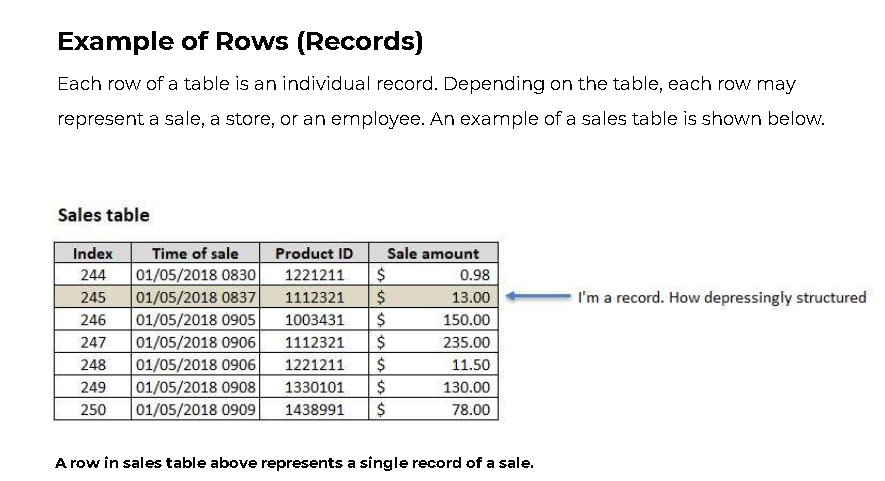 Example of Rows (Records)
Each row of a table is an individual record. Depending on the table, each row may
represent a sale, a store, or an employee. An example of a sales table is shown below.
Sales table
Index Time of sale Product ID Sale amount
244 01/05/2018 0830 1221211 $ 0.98
245 01/05/2018 0837 1112321 $ 13.00 I'm a record. How depressingly structured
246 01/05/2018 0905 1003431 $ 150.00
247 01/05/2018 0906 1112321 $ 235.00
248 01/05/2018 0906 1221211 $ 11.50
249 01/05/2018 0908 1330101 $ 130.00
250 01/05/2018 0909 1438991 $ 78.00
A row in sales table above represents a single record of a sale.